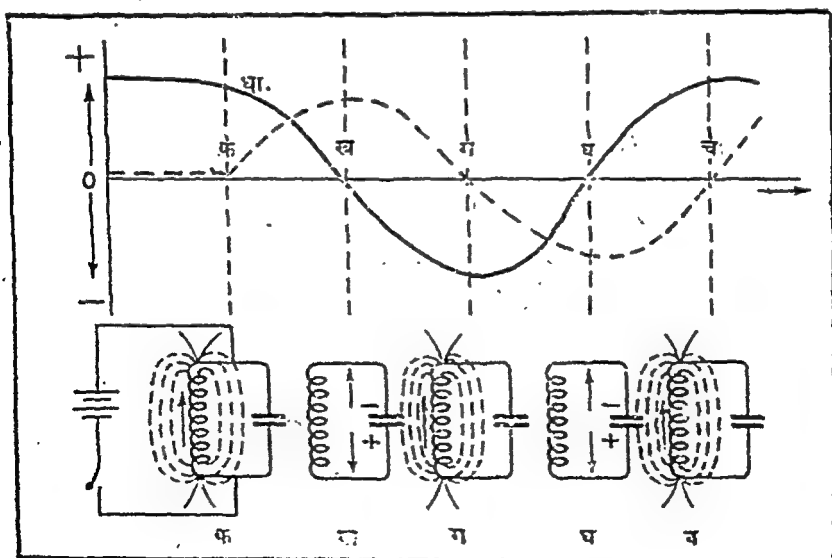 +
धा.
क ख ग घ च
0
−
− −
+ +
क ख ग घ च